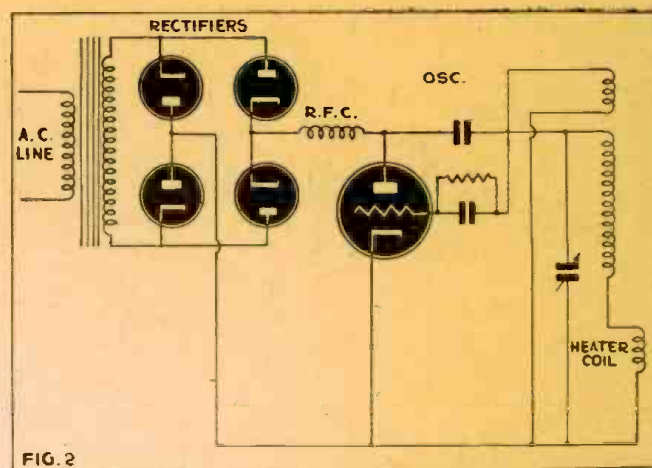 RECTIFIERS
OSC.
R.F.C.
A.C.
LINE
HEATER
COIL
FIG. 2